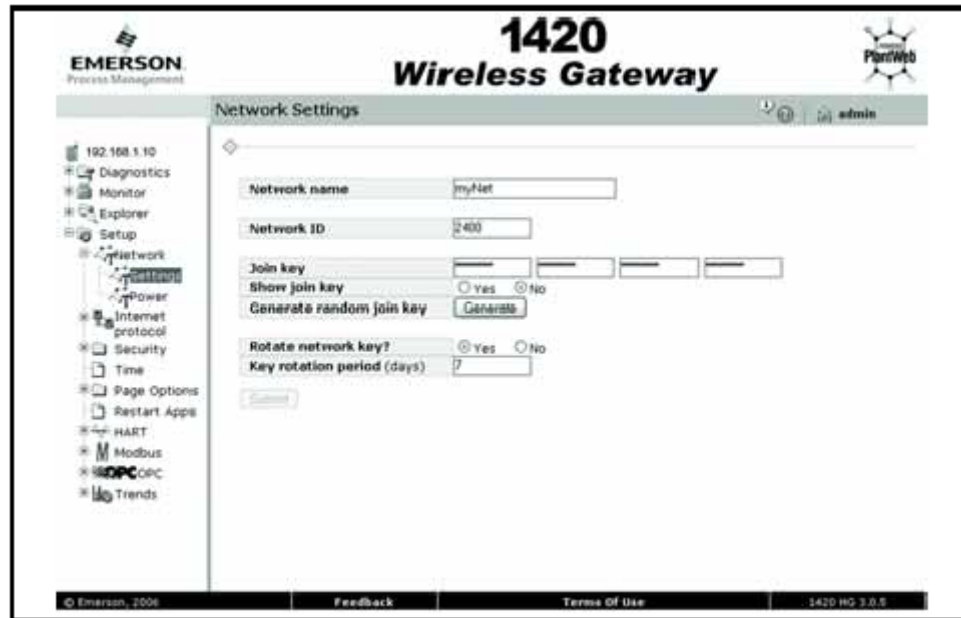 EMERSON
Process Management
1420
Wireless Gateway
PlantWeb
Network Settings
admin
192.168.1.10
Diagnostics
Monitor
Explorer
Setup
Network
Settings
Power
Internet
protocol
Security
Time
Page Options
Restart Apps
HART
Modbus
OPC OPC
Trends
Network name
myNet
Network ID
2400
Join key
Show join key
Yes No
Generate random join key
Generate
Rotate network key?
Yes No
Key rotation period (days)
7
Submit
© Emerson, 2006
Feedback
Terms Of Use
1420 HG 3.0.5